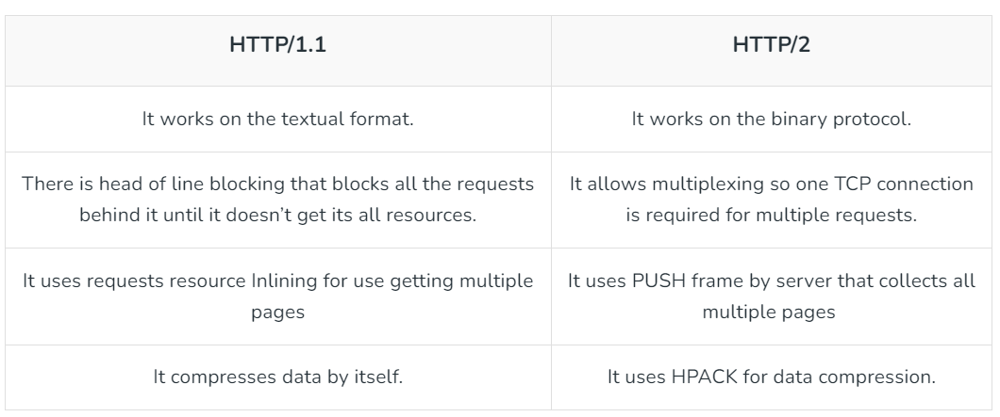 HTTP/1.1
HTTP/2
It works on the textual format.
It works on the binary protocol.
There is head of line blocking that blocks all the requests
behind it until it doesn’t get its all resources.
It allows multiplexing so one TCP connection
is required for multiple requests.
It uses requests resource Inlining for use getting multiple
pages
It uses PUSH frame by server that collects all
multiple pages
It compresses data by itself.
It uses HPACK for data compression.